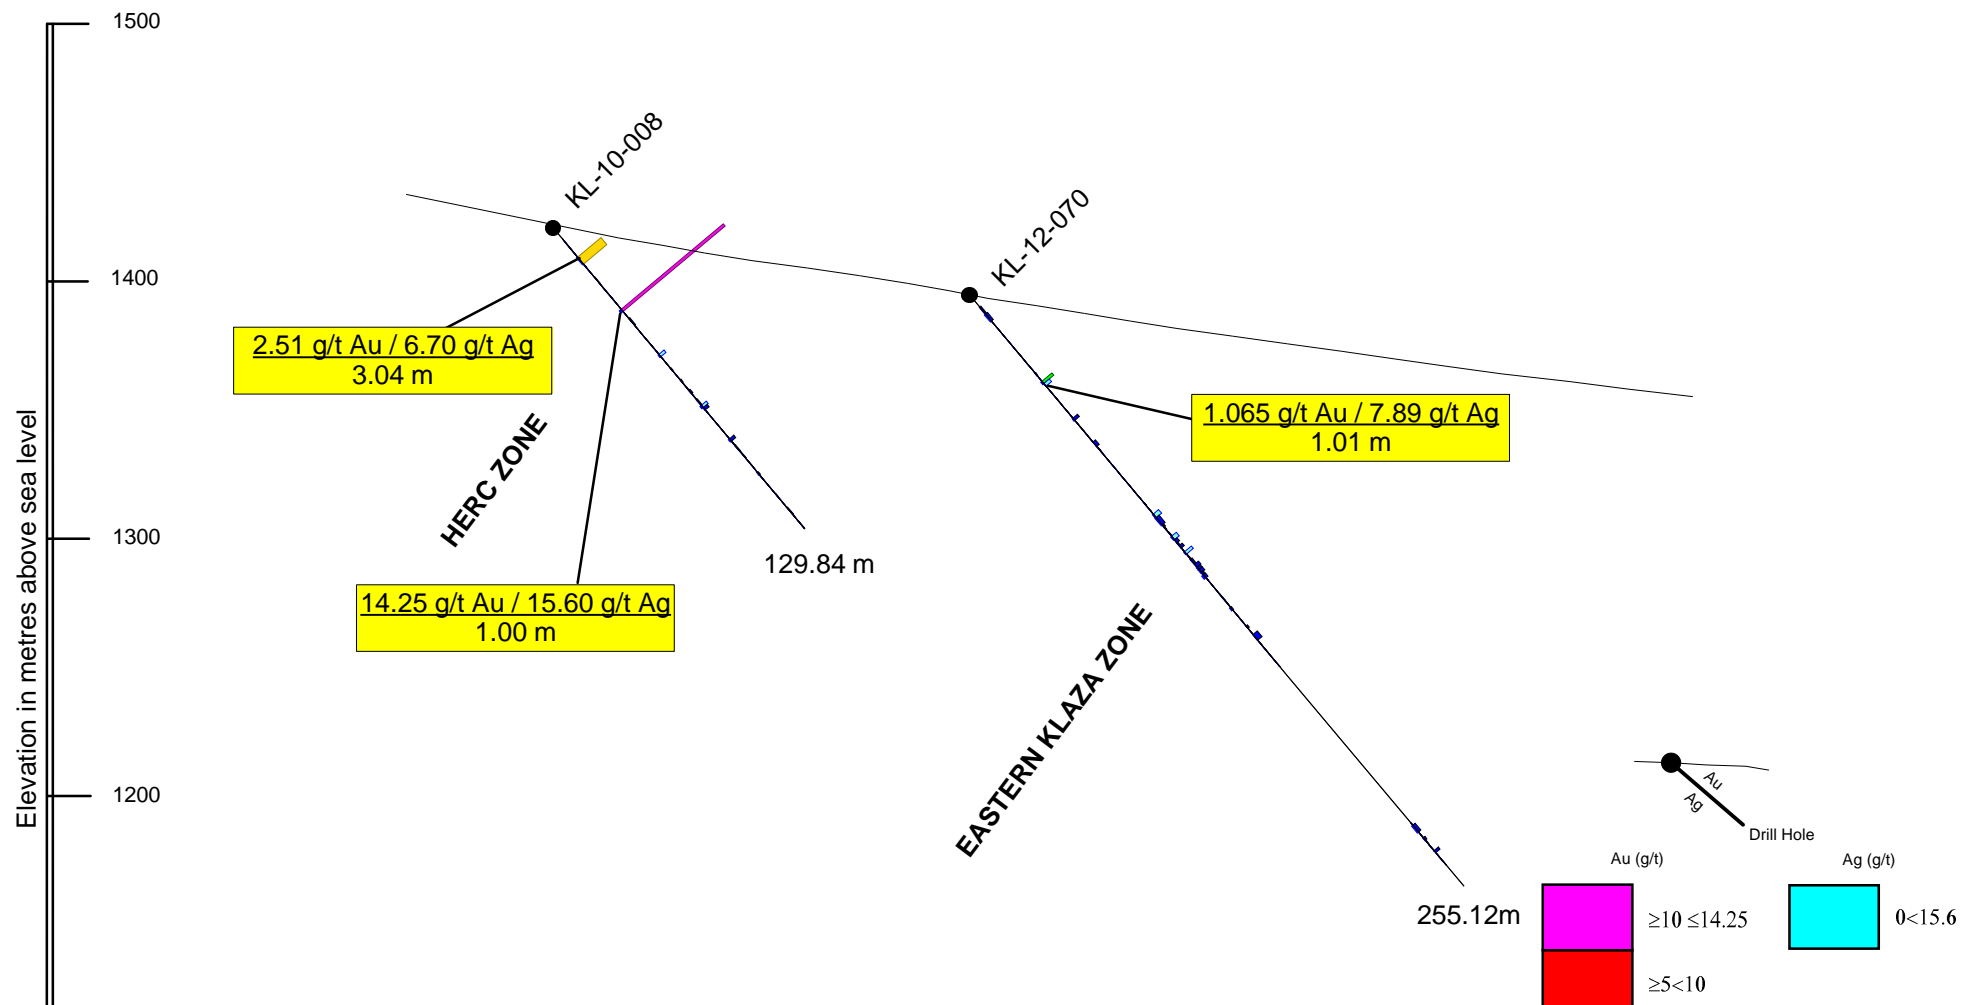 1500
KL-10-008
KL-12-070
1400
2.51 g/t Au / 6.70 g/t Ag
3.04 m
1.065 g/t Au / 7.89 g/t Ag
1.01 m
HERC ZONE
Elevation in metres above sea level
1300
129.84 m
14.25 g/t Au / 15.60 g/t Ag
1.00 m
EASTERN KLAZA ZONE
1200
Au
Ag
Drill Hole
Au (g/t)
Ag (g/t)
255.12m
≥10 ≤14.25
0<15.6
≥5<10